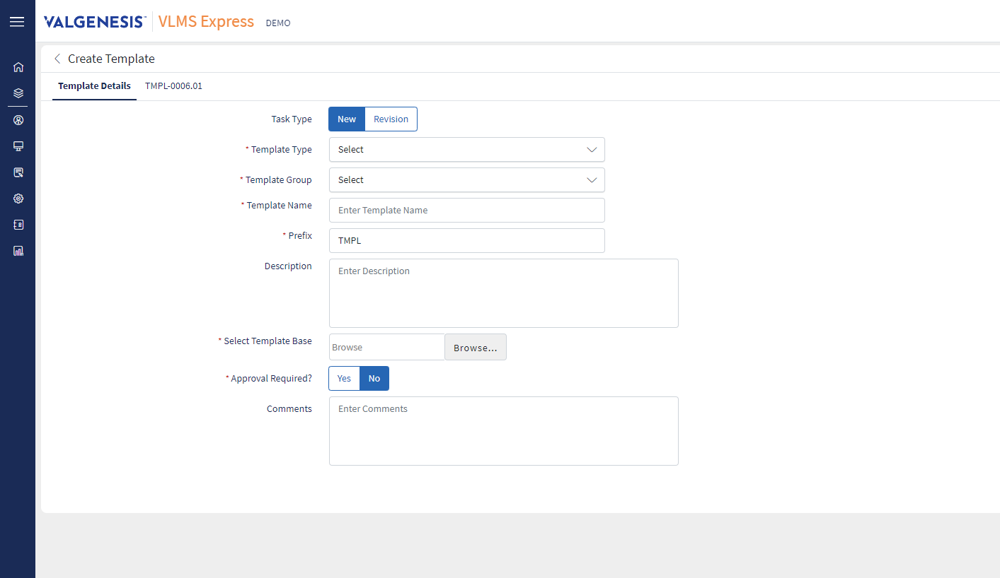 VALGENESIS™ VLMS Express DEMO
Create Template
Template Details TMPL-0006.01
Task Type New Revision
* Template Type Select
* Template Group Select
* Template Name Enter Template Name
* Prefix TMPL
Description Enter Description
* Select Template Base Browse Browse...
* Approval Required? Yes No
Comments Enter Comments